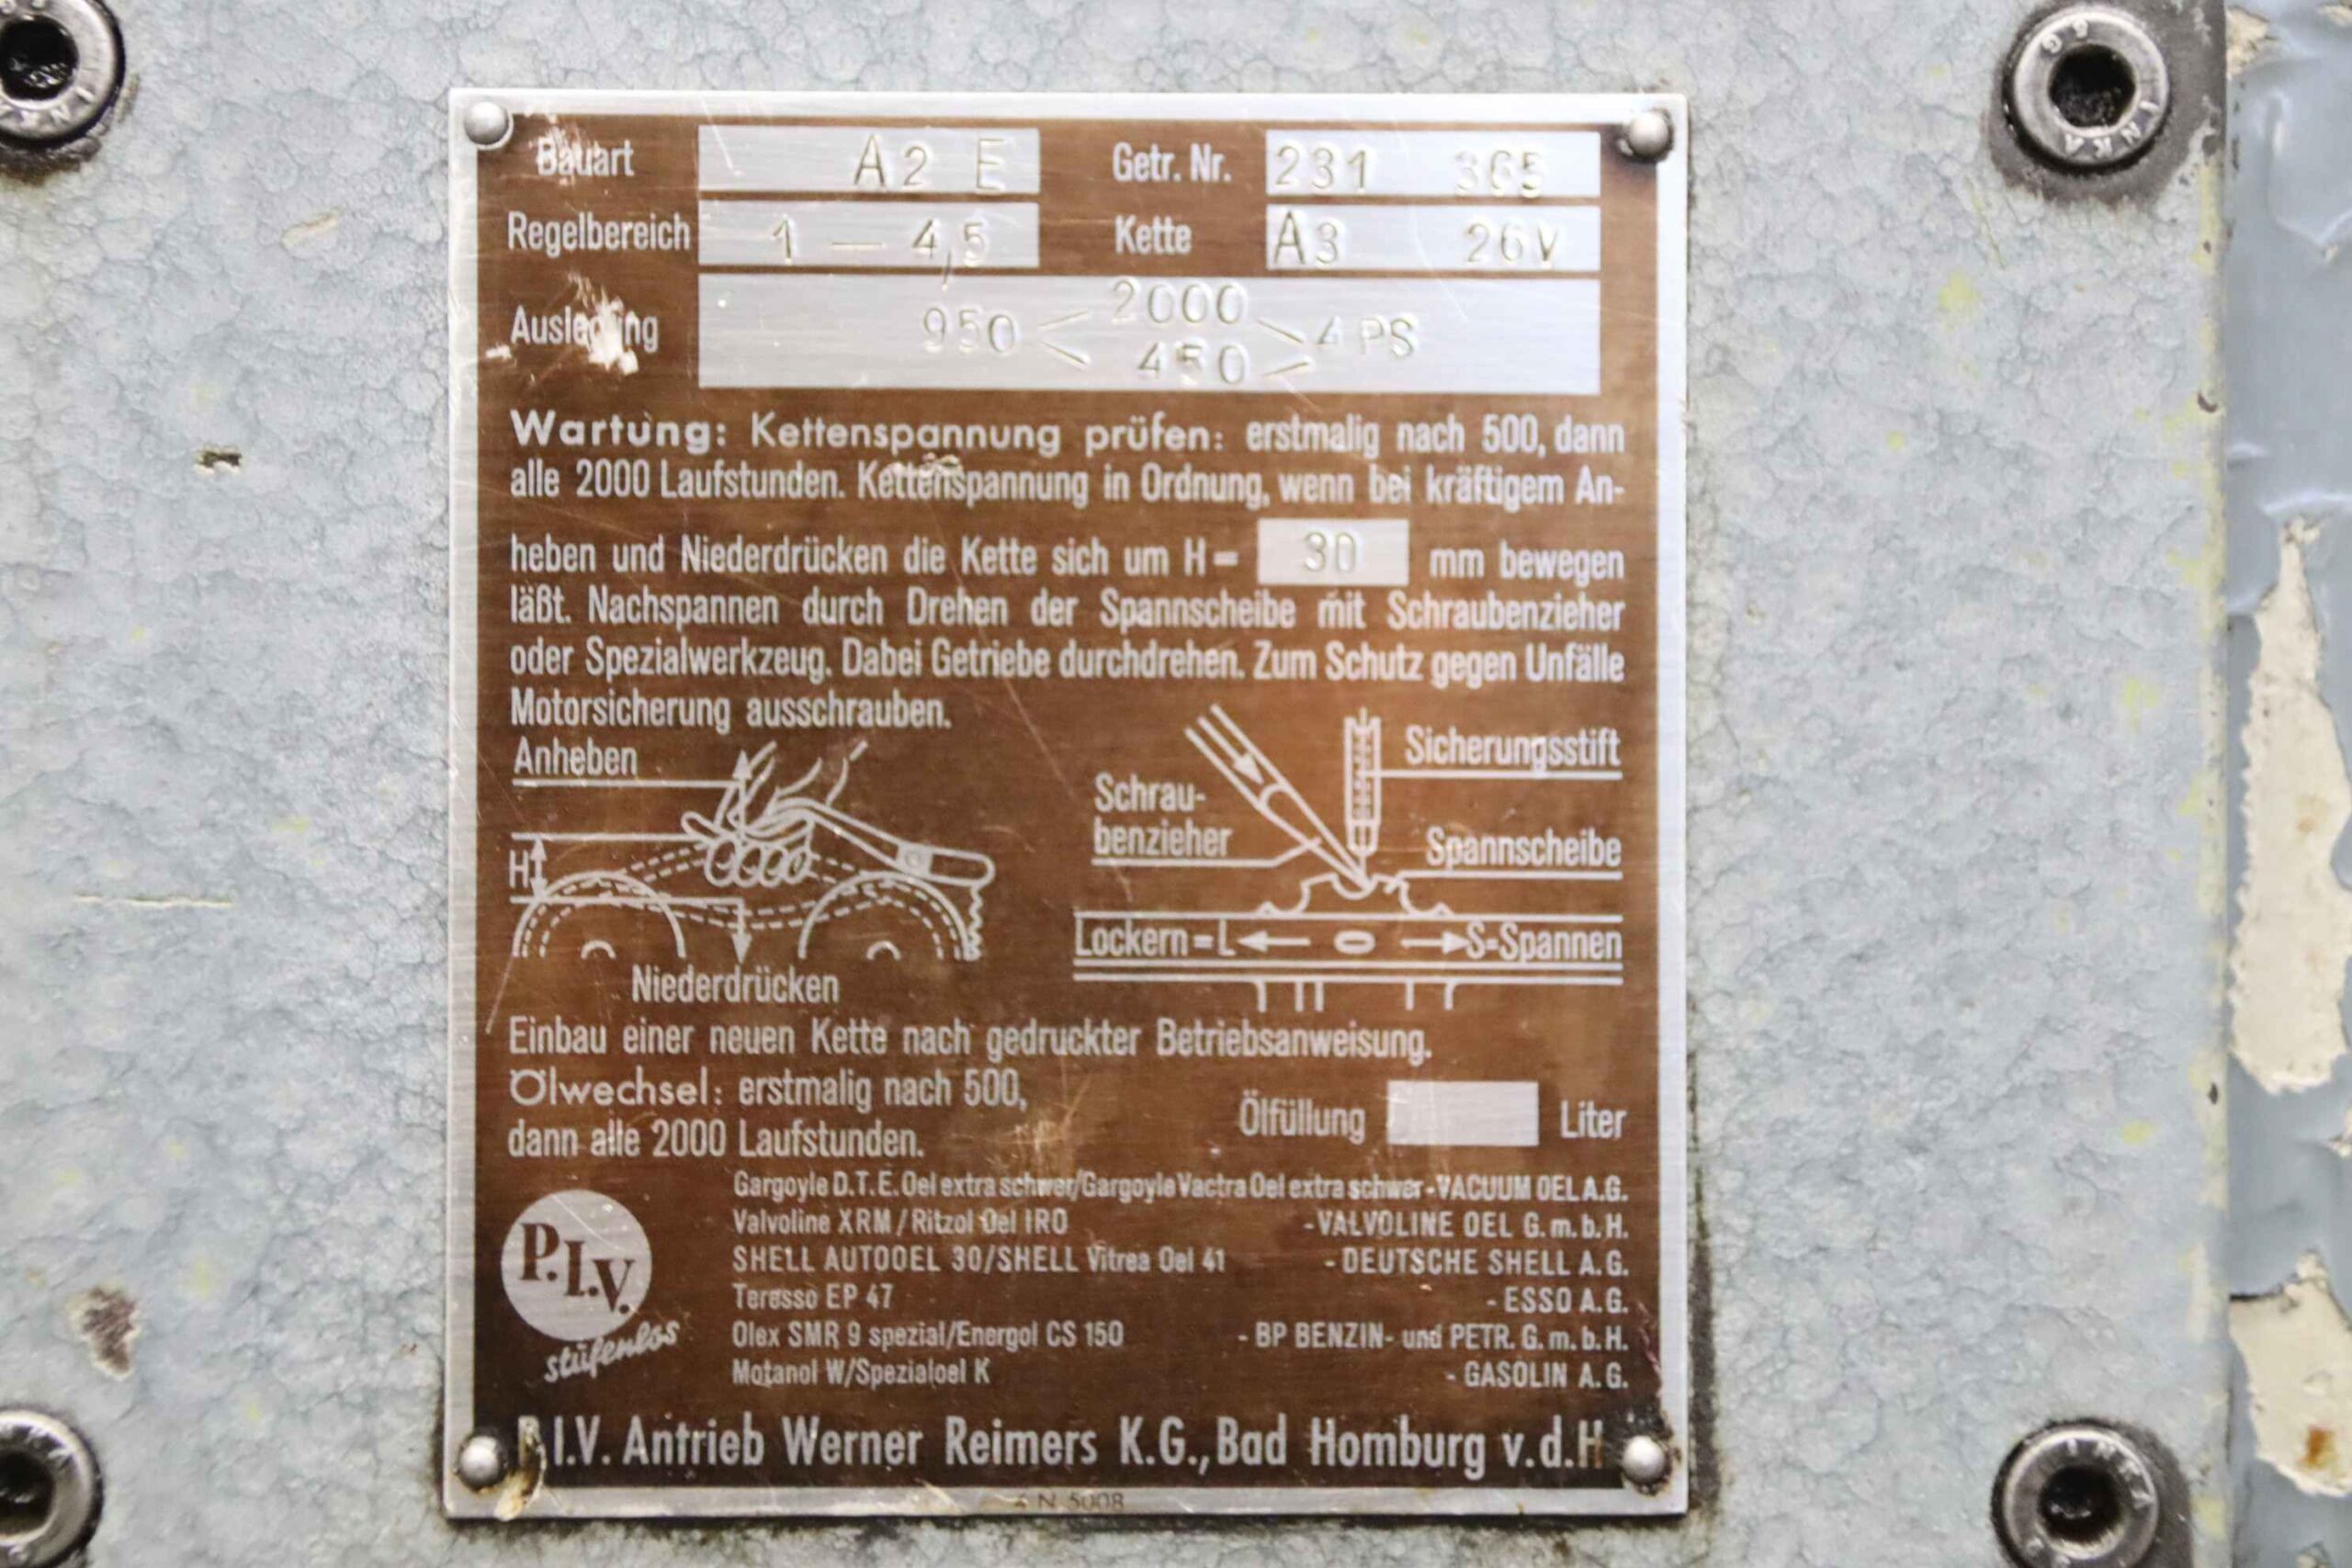 Bauart A2 E Getr. Nr. 231 365
Regelbereich 1 — 4,5 Kette A3 26V
Auslegung 950 < 2000 450 > 4 PS
Wartung: Kettenspannung prüfen: erstmalig nach 500, dann
alle 2000 Laufstunden. Kettenspannung in Ordnung, wenn bei kräftigem An-
heben und Niederdrücken die Kette sich um H = 30 mm bewegen
läßt. Nachspannen durch Drehen der Spannscheibe mit Schraubenzieher
oder Spezialwerkzeug. Dabei Getriebe durchdrehen. Zum Schutz gegen Unfälle
Motorsicherung ausschrauben.
Anheben
H
Niederdrücken
Sicherungsstift
Schrau-
benzieher
Spannscheibe
Lockern=L S-Spannen
Einbau einer neuen Kette nach gedruckter Betriebsanweisung.
Ölwechsel: erstmalig nach 500,
dann alle 2000 Laufstunden.
Ölfüllung Liter
Gargoyle D.T.E. Oel extra schwer/Gargoyle Vactra Oel extra schwer - VACUUM OEL A.G.
Valvoline XRM / Ritzol Oel IRO - VALVOLINE OEL G.m.b.H.
SHELL AUTOOEL 30/SHELL Vitrea Oel 41 - DEUTSCHE SHELL A.G.
Teresso EP 47 - ESSO A.G.
Olex SMR 9 spezial/Energol CS 150 - BP BENZIN- und PETR. G.m.b.H.
Motanol W/Spezialoel K - GASOLIN A.G.
P.I.V.
stufenlos
P.I.V. Antrieb Werner Reimers K.G., Bad Homburg v.d.H
N 5008